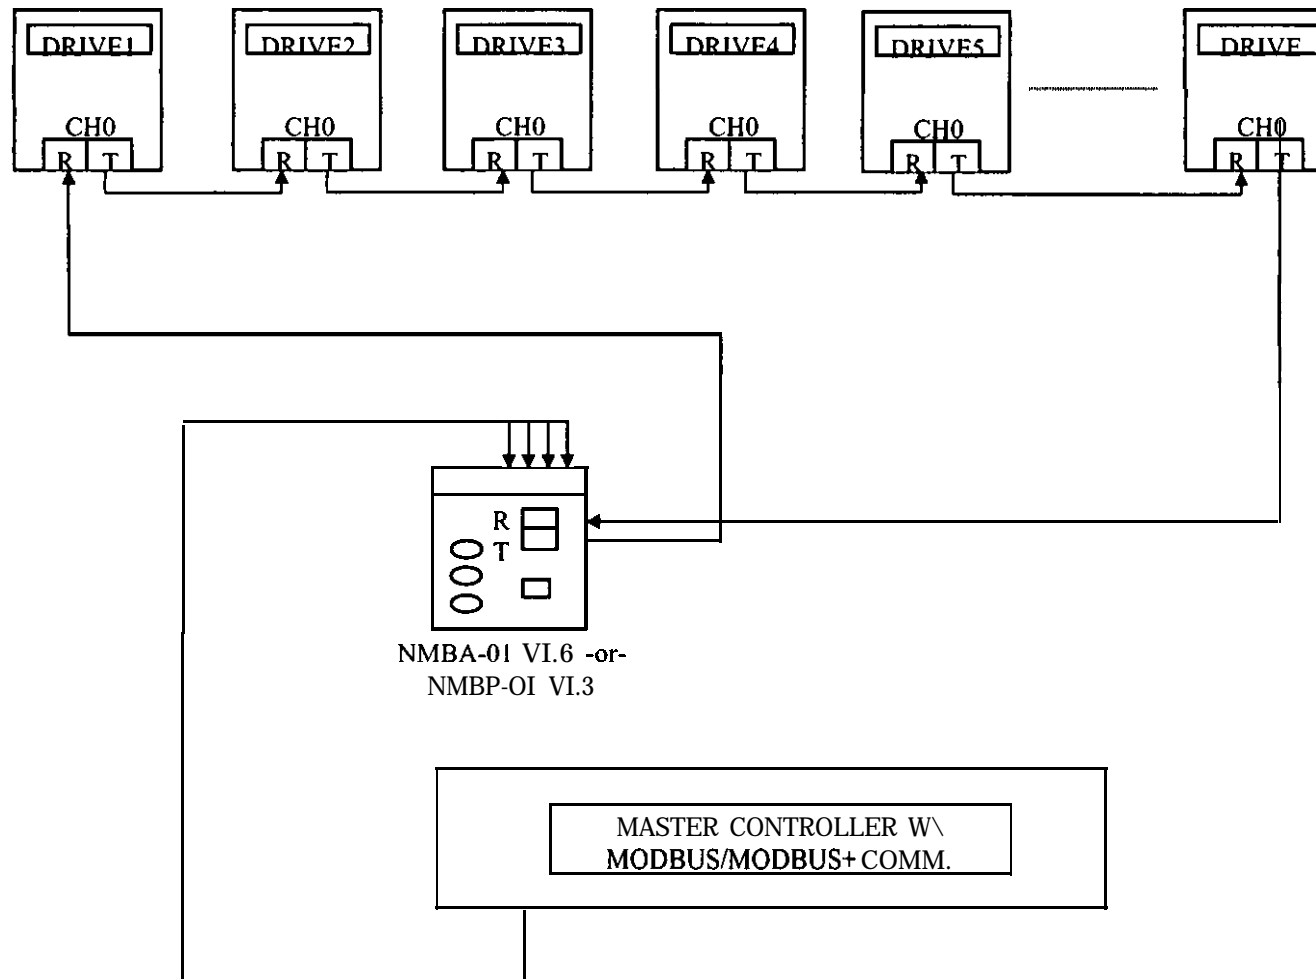 DRIVE1 DRIVE2 DRIVE3 DRIVE4 DRIVE5 DRIVE
CH0 CH0 CH0 CH0 CH0 CH0
R T R T R T R T R T R T
R
T
NMBA-01 VI.6 -or-
NMBP-OI VI.3
MASTER CONTROLLER W\
MODBUS/MODBUS+ COMM.